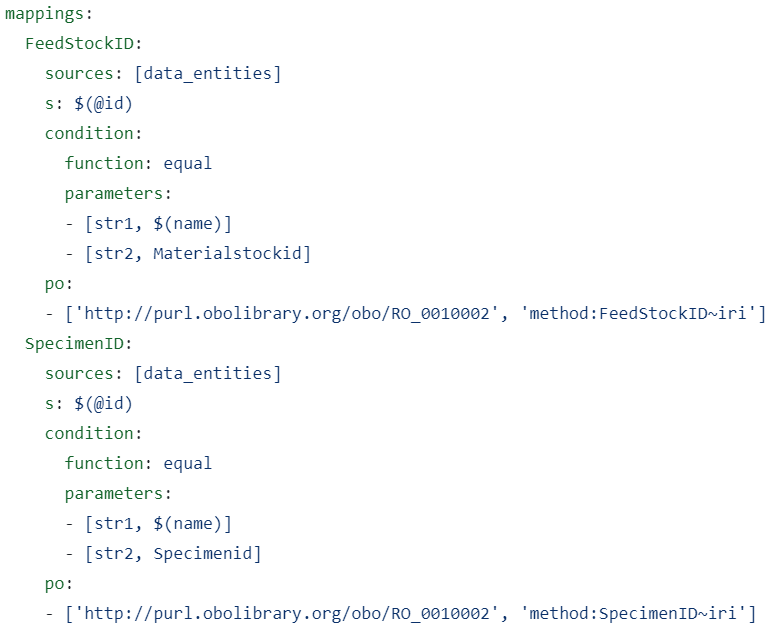 mappings:
  FeedStockID:
    sources: [data_entities]
    s: $(@id)
    condition:
      function: equal
      parameters:
      - [str1, $(name)]
      - [str2, Materialstockid]
    po:
    - ['http://purl.obolibrary.org/obo/RO_0010002', 'method:FeedStockID~iri']
  SpecimenID:
    sources: [data_entities]
    s: $(@id)
    condition:
      function: equal
      parameters:
      - [str1, $(name)]
      - [str2, Specimenid]
    po:
    - ['http://purl.obolibrary.org/obo/RO_0010002', 'method:SpecimenID~iri']